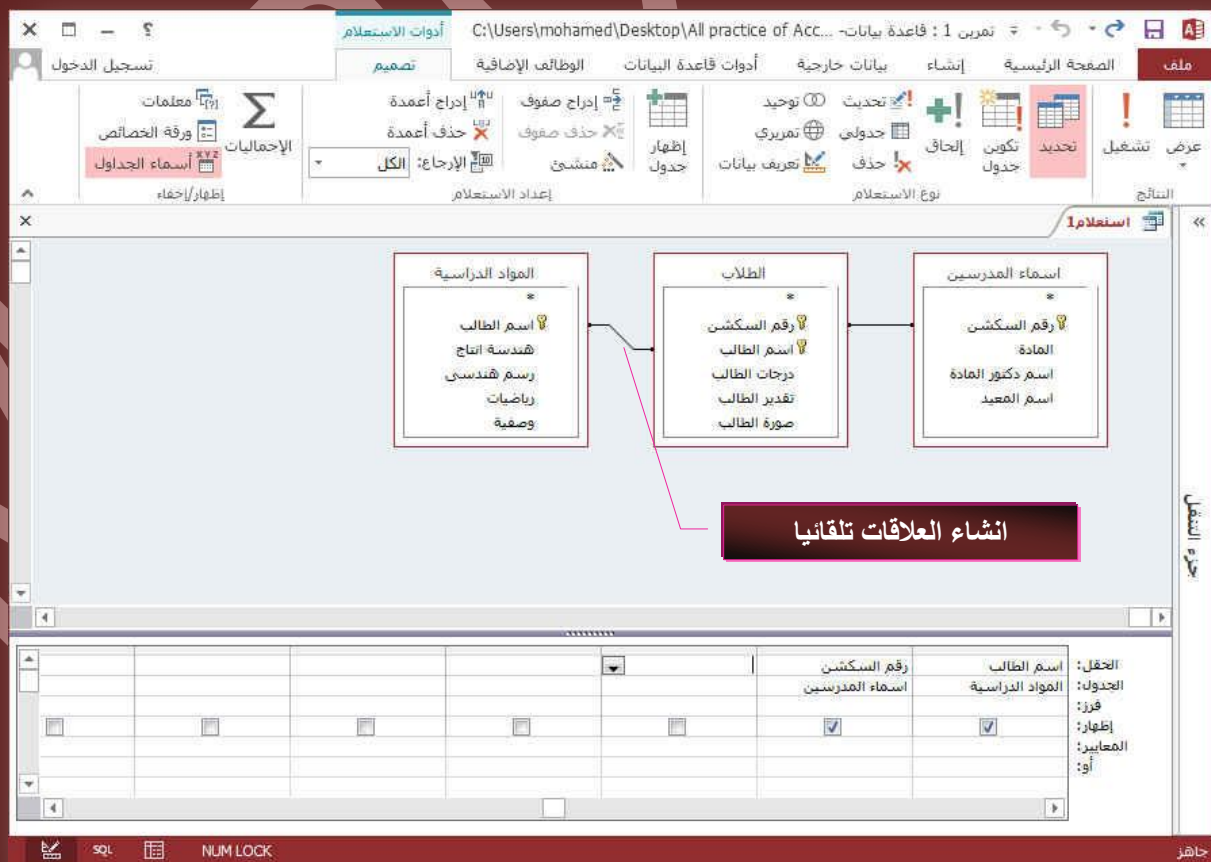 تمرين 1 : قاعدة بيانات- C:\Users\mohamed\Desktop\All practice of Acc...
أدوات الاستعلام
؟
ملف
الصفحة الرئيسية
إنشاء
بيانات خارجية
أدوات قاعدة البيانات
الوظائف الإضافية
تصميم
تسجيل الدخول
عرض
تشغيل
النتائج
تحديد
تكوين جدول
إلحاق
تحديث
جدولي
حذف
توحيد
تمريري
تعريف بيانات
نوع الاستعلام
إظهار جدول
إدراج صفوف
حذف صفوف
منشئ
إدراج أعمدة
حذف أعمدة
الإرجاع: الكل
إعداد الاستعلام
الإجماليات
معلمات
ورقة الخصائص
أسماء الجداول
إظهار/إخفاء
استعلام1
جزء التنقل
اسماء المدرسين
*
رقم السكشن
المادة
اسم دكتور المادة
اسم المعيد
الطلاب
*
رقم السكشن
اسم الطالب
درجات الطالب
تقدير الطالب
صورة الطالب
المواد الدراسية
*
اسم الطالب
هندسة انتاج
رسم هندسى
رياضيات
وصفية
انشاء العلاقات تلقائيا
الحقل: اسم الطالب رقم السكشن
الجدول: المواد الدراسية اسماء المدرسين
فرز:
إظهار:
المعايير:
أو:
جاهز
NUM LOCK
SQL